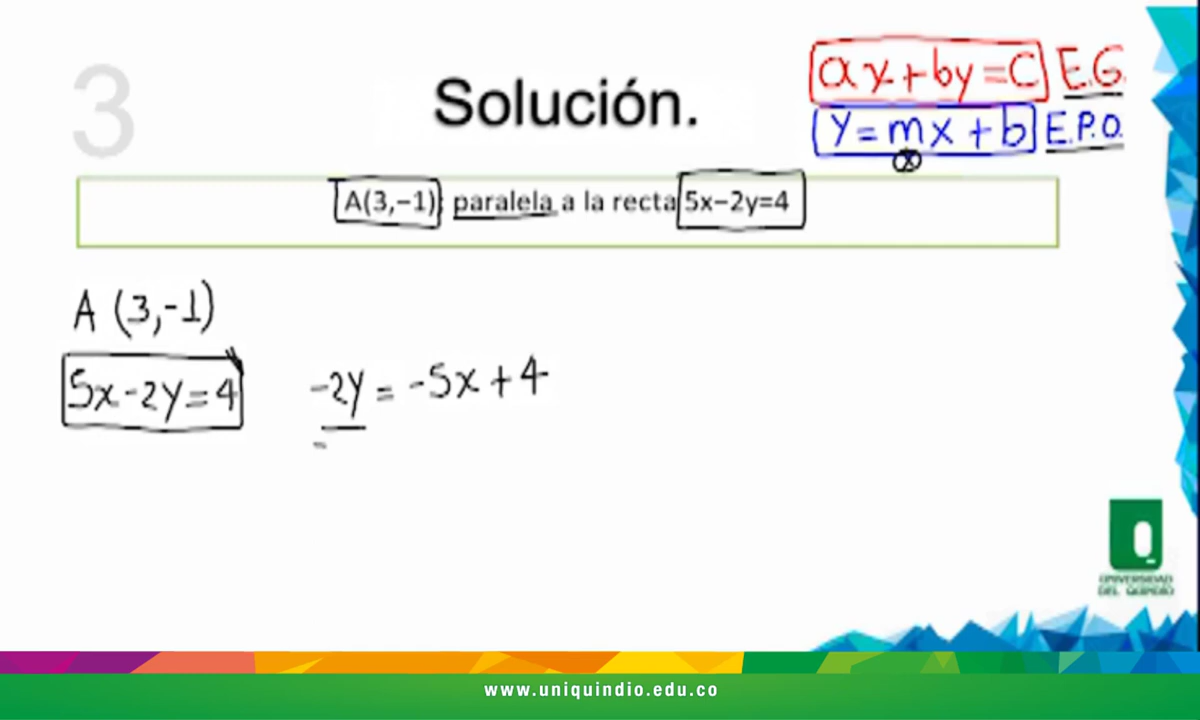 3
Solución.
ax+by=C E.G.
y=mx+b E.P.O.
A(3,−1); paralela a la recta 5x−2y=4
A (3,-1)
5x-2y=4
-2y = -5x+4
UNIVERSIDAD
DEL QUINDÍO
www.uniquindio.edu.co